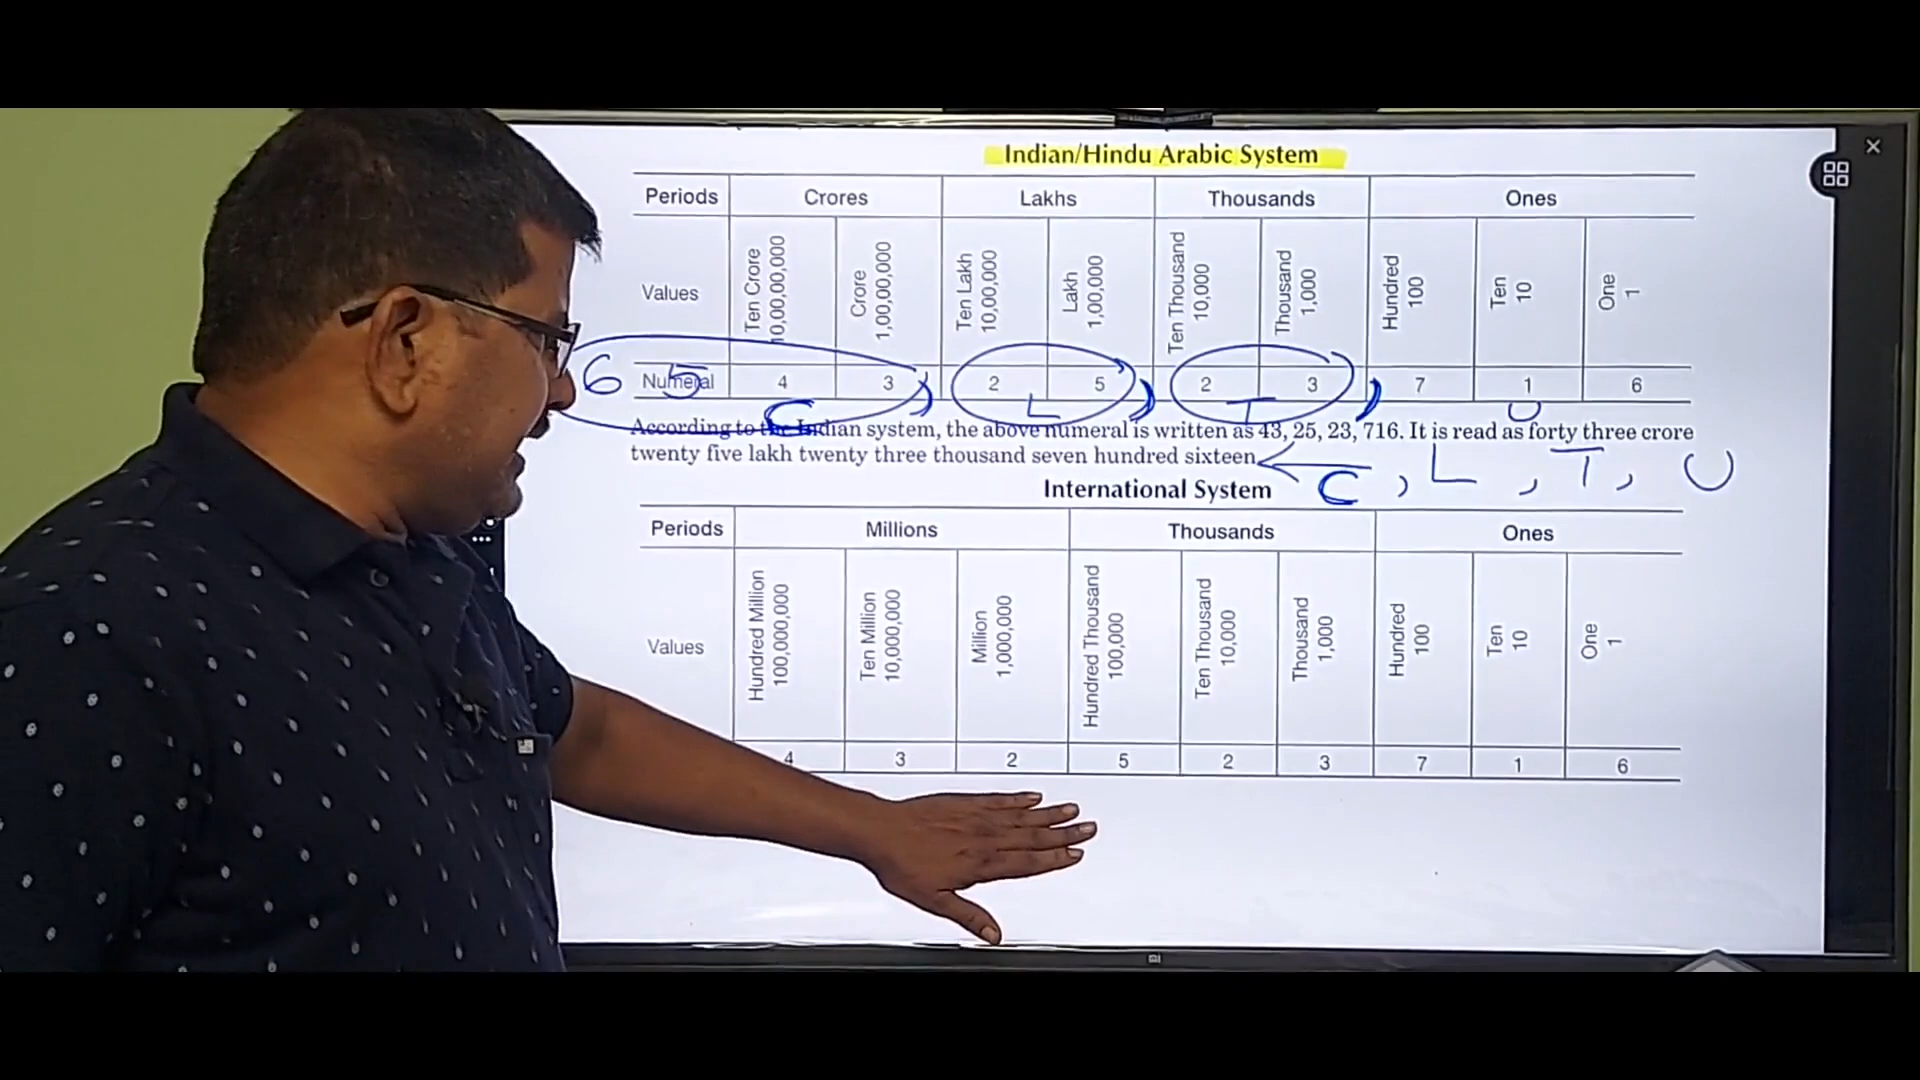 Indian/Hindu Arabic System
Periods Crores Lakhs Thousands Ones
Values Ten Crore 10,00,00,000 Crore 1,00,00,000 Ten Lakh 10,00,000 Lakh 1,00,000 Ten Thousand 10,000 Thousand 1,000 Hundred 100 Ten 10 One 1
6 5 Numeral 4 3 , 2 5 , 2 3 , 7 1 6
C L T U
According to the Indian system, the above numeral is written as 43, 25, 23, 716. It is read as forty three crore
twenty five lakh twenty three thousand seven hundred sixteen
C , L , T , U
International System
Periods Millions Thousands Ones
Values Hundred Million 100,000,000 Ten Million 10,000,000 Million 1,000,000 Hundred Thousand 100,000 Ten Thousand 10,000 Thousand 1,000 Hundred 100 Ten 10 One 1
4 3 2 5 2 3 7 1 6
mi